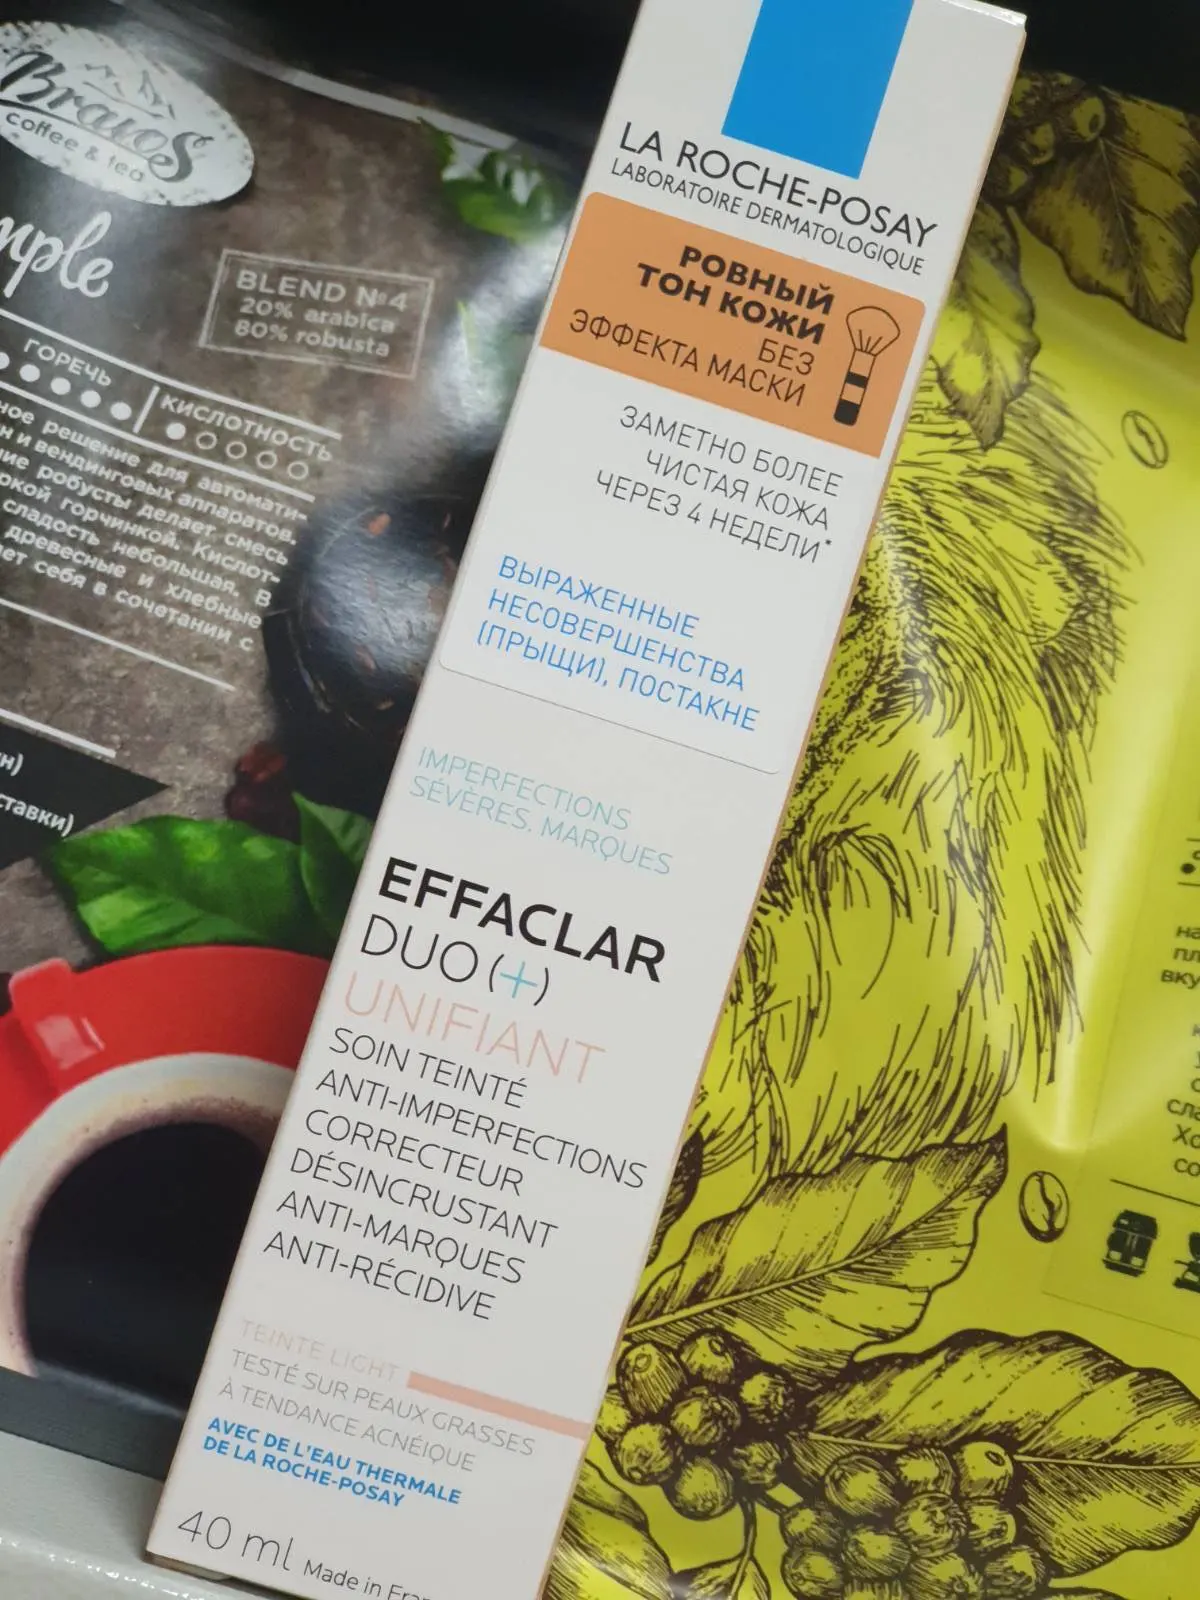 Bravos
coffee & tea
BLEND №4
20% arabica
80% robusta
ГОРЕЧЬ
КИСЛОТНОСТЬ
решение для автомати-
и вендинговых аппаратов.
робусты делает смесь
горчинкой. Кислот-
сладость небольшая. В
древесные и хлебные
себя в сочетании с
LA ROCHE-POSAY
LABORATOIRE DERMATOLOGIQUE
РОВНЫЙ
ТОН КОЖИ
БЕЗ
ЭФФЕКТА МАСКИ
ЗАМЕТНО БОЛЕЕ
ЧИСТАЯ КОЖА
ЧЕРЕЗ 4 НЕДЕЛИ*
ВЫРАЖЕННЫЕ
НЕСОВЕРШЕНСТВА
(ПРЫЩИ), ПОСТАКНЕ
IMPERFECTIONS
SÉVÈRES, MARQUES
EFFACLAR
DUO (+)
UNIFIANT
SOIN TEINTÉ
ANTI-IMPERFECTIONS
CORRECTEUR
DÉSINCRUSTANT
ANTI-MARQUES
ANTI-RÉCIDIVE
TEINTE LIGHT
TESTÉ SUR PEAUX GRASSES
À TENDANCE ACNÉIQUE
AVEC DE L'EAU THERMALE
DE LA ROCHE-POSAY
40 ml Made in